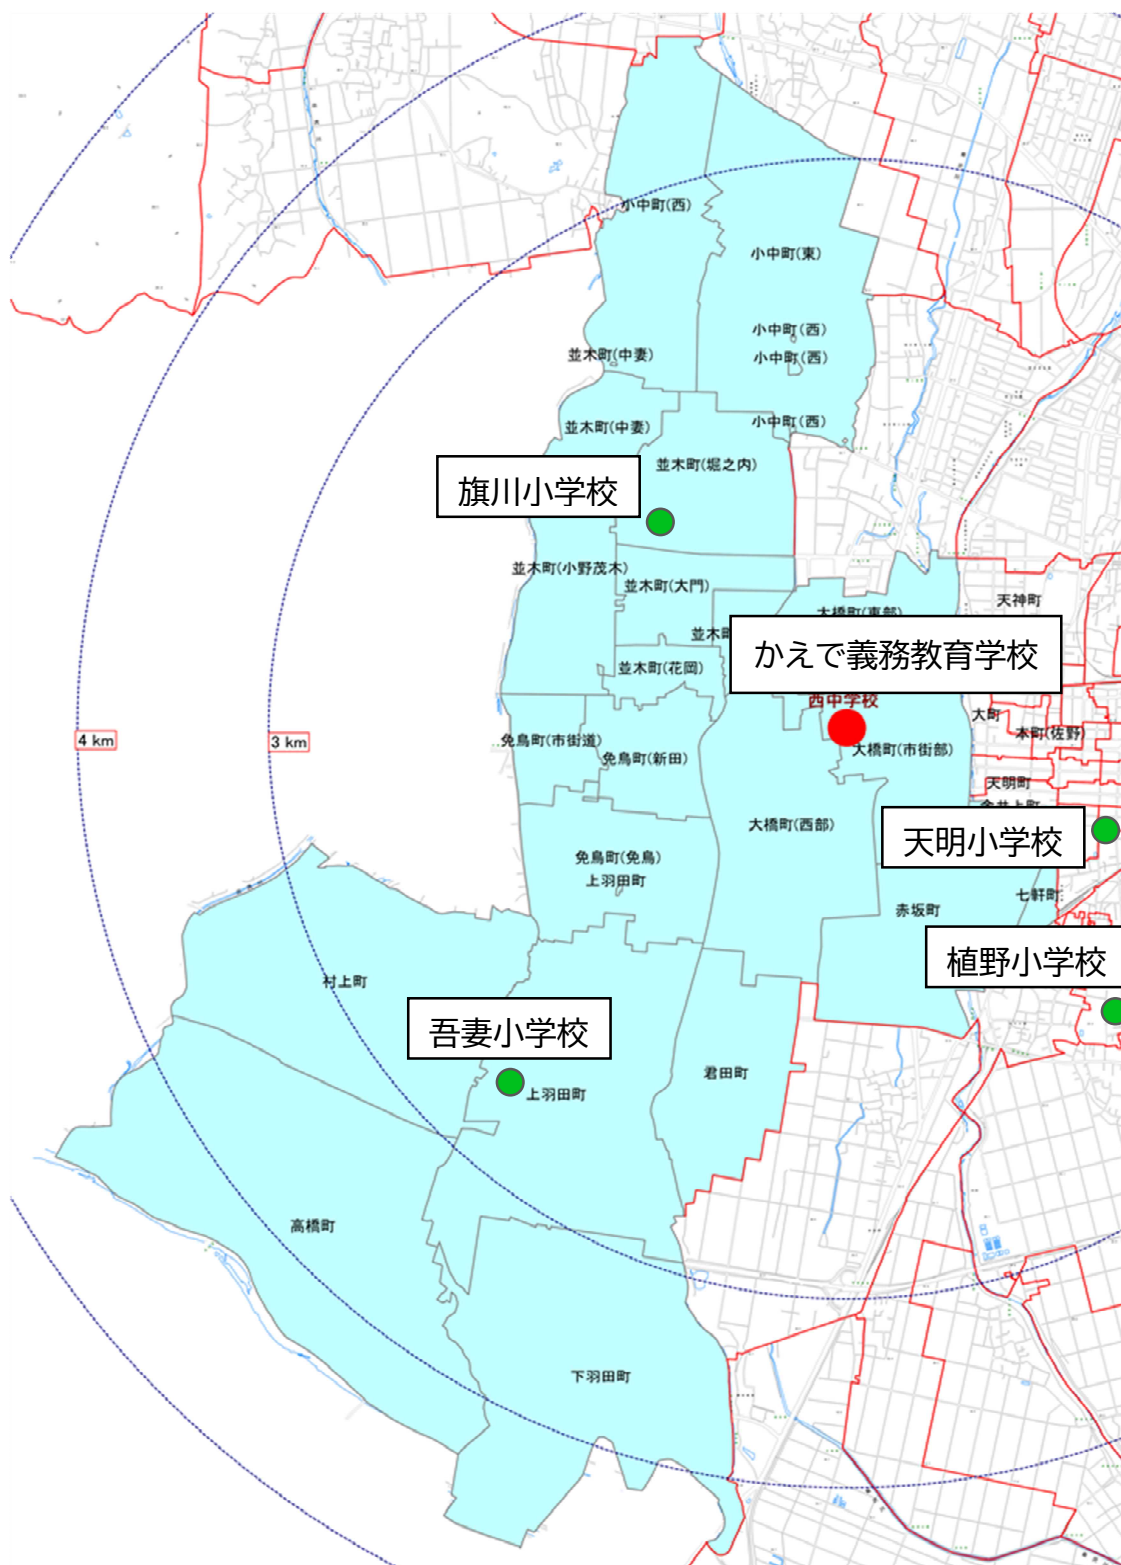 小中町(西)
小中町(東)
小中町(西)
並木町(中妻)
小中町(西)
小中町(西)
並木町(中妻)
並木町(堀之内)
旗川小学校
並木町(小野茂木)
並木町(大門)
天神町
大橋町(東部)
並木町
かえで義務教育学校
並木町(花岡)
西中学校
大町
本町(佐野)
4 km
3 km
免鳥町(市街道)
免鳥町(新田)
大橋町(市街部)
天明町
大橋町(西部)
天明小学校
免鳥町(免鳥)
上羽田町
七軒町
赤坂町
植野小学校
村上町
吾妻小学校
君田町
上羽田町
高橋町
下羽田町